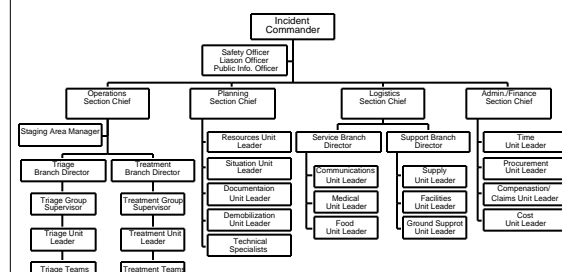 Incident
Commander
Safety Officer
Liason Officer
Public Info. Officer
Operations
Section Chief
Planning
Section Chief
Logistics
Section Chief
Admin./Finance
Section Chief
Staging Area Manager
Triage
Branch Director
Treatment
Branch Director
Triage Group
Supervisor
Treatment Group
Supervisor
Triage Unit
Leader
Treatment Unit
Leader
Triage Teams
Treatment Teams
Resources Unit
Leader
Situation Unit
Leader
Documentaion
Unit Leader
Demobilization
Unit Leader
Technical
Specialists
Service Branch
Director
Support Branch
Director
Communications
Unit Leader
Medical
Unit Leader
Food
Unit Leader
Supply
Unit Leader
Facilities
Unit Leader
Ground Supprot
Unit Leader
Time
Unit Leader
Procurement
Unit Leader
Compenastion/
Claims Unit Leader
Cost
Unit Leader